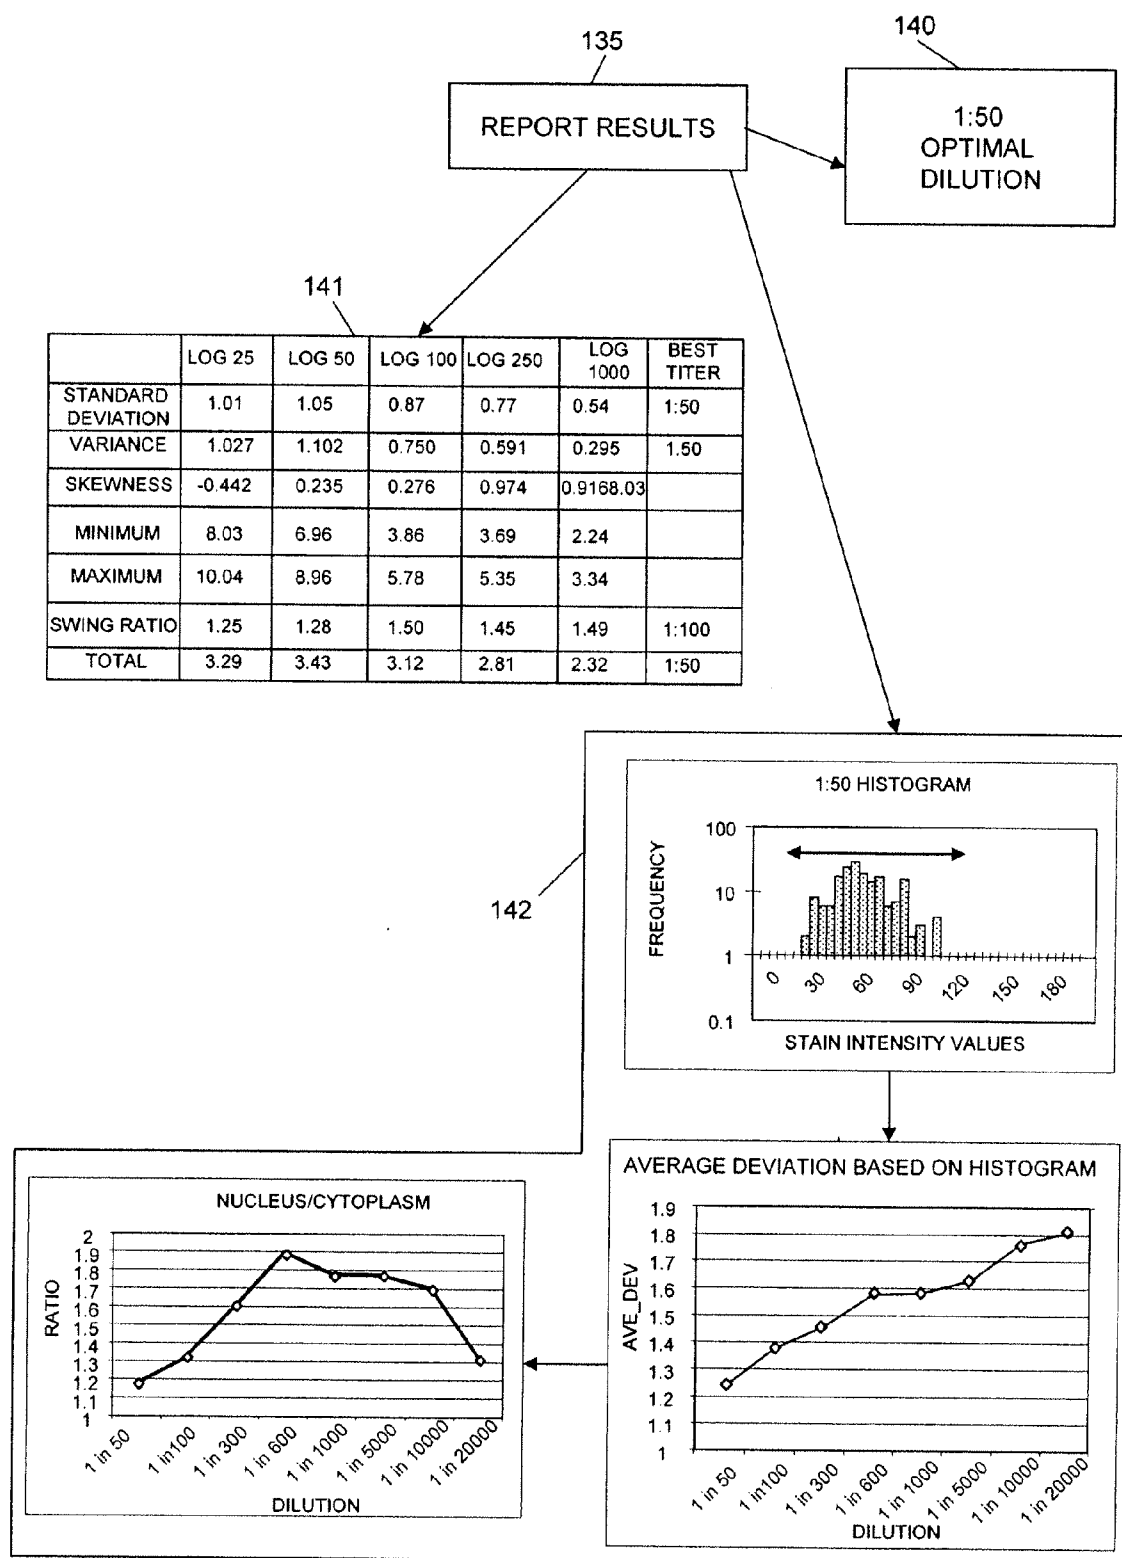 135
140
REPORT RESULTS
1:50
OPTIMAL
DILUTION
141
LOG 25 LOG 50 LOG 100 LOG 250 LOG 1000 BEST TITER
STANDARD DEVIATION 1.01 1.05 0.87 0.77 0.54 1:50
VARIANCE 1.027 1.102 0.750 0.591 0.295 1.50
SKEWNESS -0.442 0.235 0.276 0.974 0.9168.03
MINIMUM 8.03 6.96 3.86 3.69 2.24
MAXIMUM 10.04 8.96 5.78 5.35 3.34
SWING RATIO 1.25 1.28 1.50 1.45 1.49 1:100
TOTAL 3.29 3.43 3.12 2.81 2.32 1:50
142
1:50 HISTOGRAM
FREQUENCY
100
10
1
0.1
0 30 60 90 120 150 180
STAIN INTENSITY VALUES
AVERAGE DEVIATION BASED ON HISTOGRAM
AVE_DEV
1.9
1.8
1.7
1.6
1.5
1.4
1.3
1.2
1.1
1
1 in 50 1 in100 1 in 300 1 in 600 1 in 1000 1 in 5000 1 in 10000 1 in 20000
DILUTION
NUCLEUS/CYTOPLASM
RATIO
2
1.9
1.8
1.7
1.6
1.5
1.4
1.3
1.2
1.1
1
1 in 50 1 in100 1 in 300 1 in 600 1 in 1000 1 in 5000 1 in 10000 1 in 20000
DILUTION